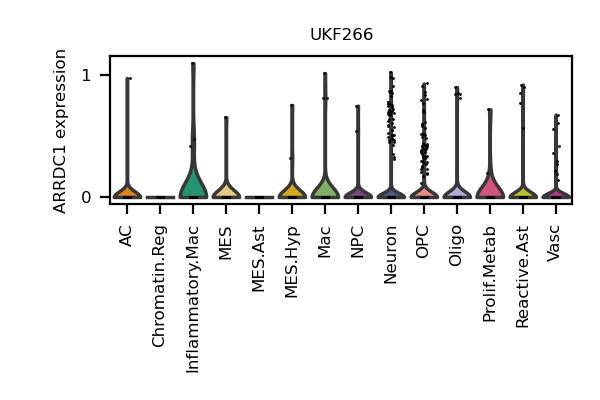 UKF266
ARRDC1 expression
1
0
AC
Chromatin.Reg
Inflammatory.Mac
MES
MES.Ast
MES.Hyp
Mac
NPC
Neuron
OPC
Oligo
Prolif.Metab
Reactive.Ast
Vasc